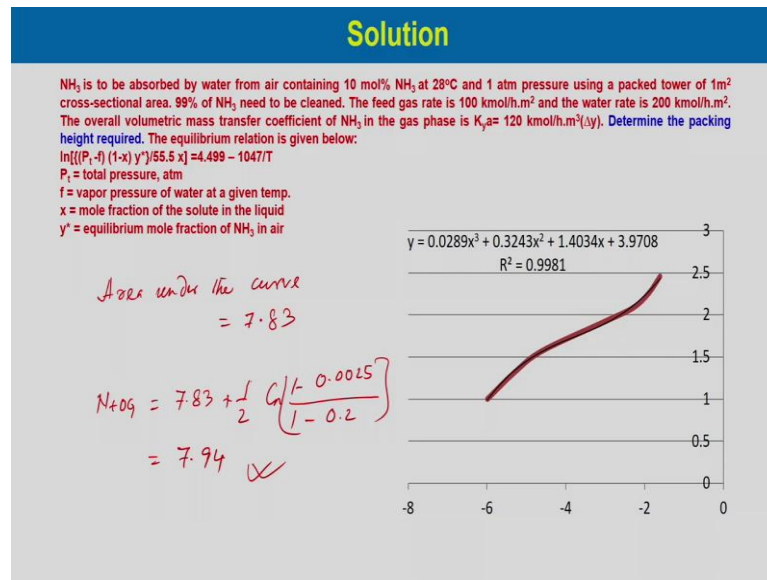 Solution
NH₃ is to be absorbed by water from air containing 10 mol% NH₃ at 28°C and 1 atm pressure using a packed tower of 1m²
cross-sectional area. 99% of NH₃ need to be cleaned. The feed gas rate is 100 kmol/h.m² and the water rate is 200 kmol/h.m².
The overall volumetric mass transfer coefficient of NH₃ in the gas phase is Kᵧa= 120 kmol/h.m³(Δy). Determine the packing
height required. The equilibrium relation is given below:
ln[{(Pₜ -f) (1-x) y*}/55.5 x] =4.499 – 1047/T
Pₜ = total pressure, atm
f = vapor pressure of water at a given temp.
x = mole fraction of the solute in the liquid
y* = equilibrium mole fraction of NH₃ in air
Area under the curve
= 7.83
NtOG = 7.83 + 1/2 ln[(1 - 0.0025)/(1 - 0.2)]
= 7.94
y = 0.0289x³ + 0.3243x² + 1.4034x + 3.9708
R² = 0.9981
3
2.5
2
1.5
1
0.5
0
-8 -6 -4 -2 0